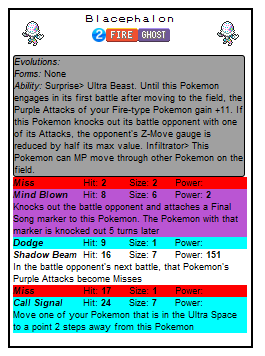 Blacephalon
2 FIRE GHOST
Evolutions:
Forms: None
Ability: Surprise> Ultra Beast. Until this Pokemon
engages in its first battle after moving to the field, the
Purple Attacks of your Fire-type Pokemon gain +11. If
this Pokemon knocks out its battle opponent with one
of its Attacks, the opponent's Z-Move gauge is
reduced by half its max value. Infiltrator> This
Pokemon can MP move through other Pokemon on the
field.
Miss Hit: 2 Size: 2 Power:
Mind Blown Hit: 8 Size: 6 Power: 2
Knocks out the battle opponent and attaches a Final
Song marker to this Pokemon. The Pokemon with that
marker is knocked out 5 turns later
Dodge Hit: 9 Size: 1 Power:
Shadow Beam Hit: 16 Size: 7 Power: 151
In the battle opponent's next battle, that Pokemon's
Purple Attacks become Misses
Miss Hit: 17 Size: 1 Power:
Call Signal Hit: 24 Size: 7 Power:
Move one of your Pokemon that is in the Ultra Space
to a point 2 steps away from this Pokemon